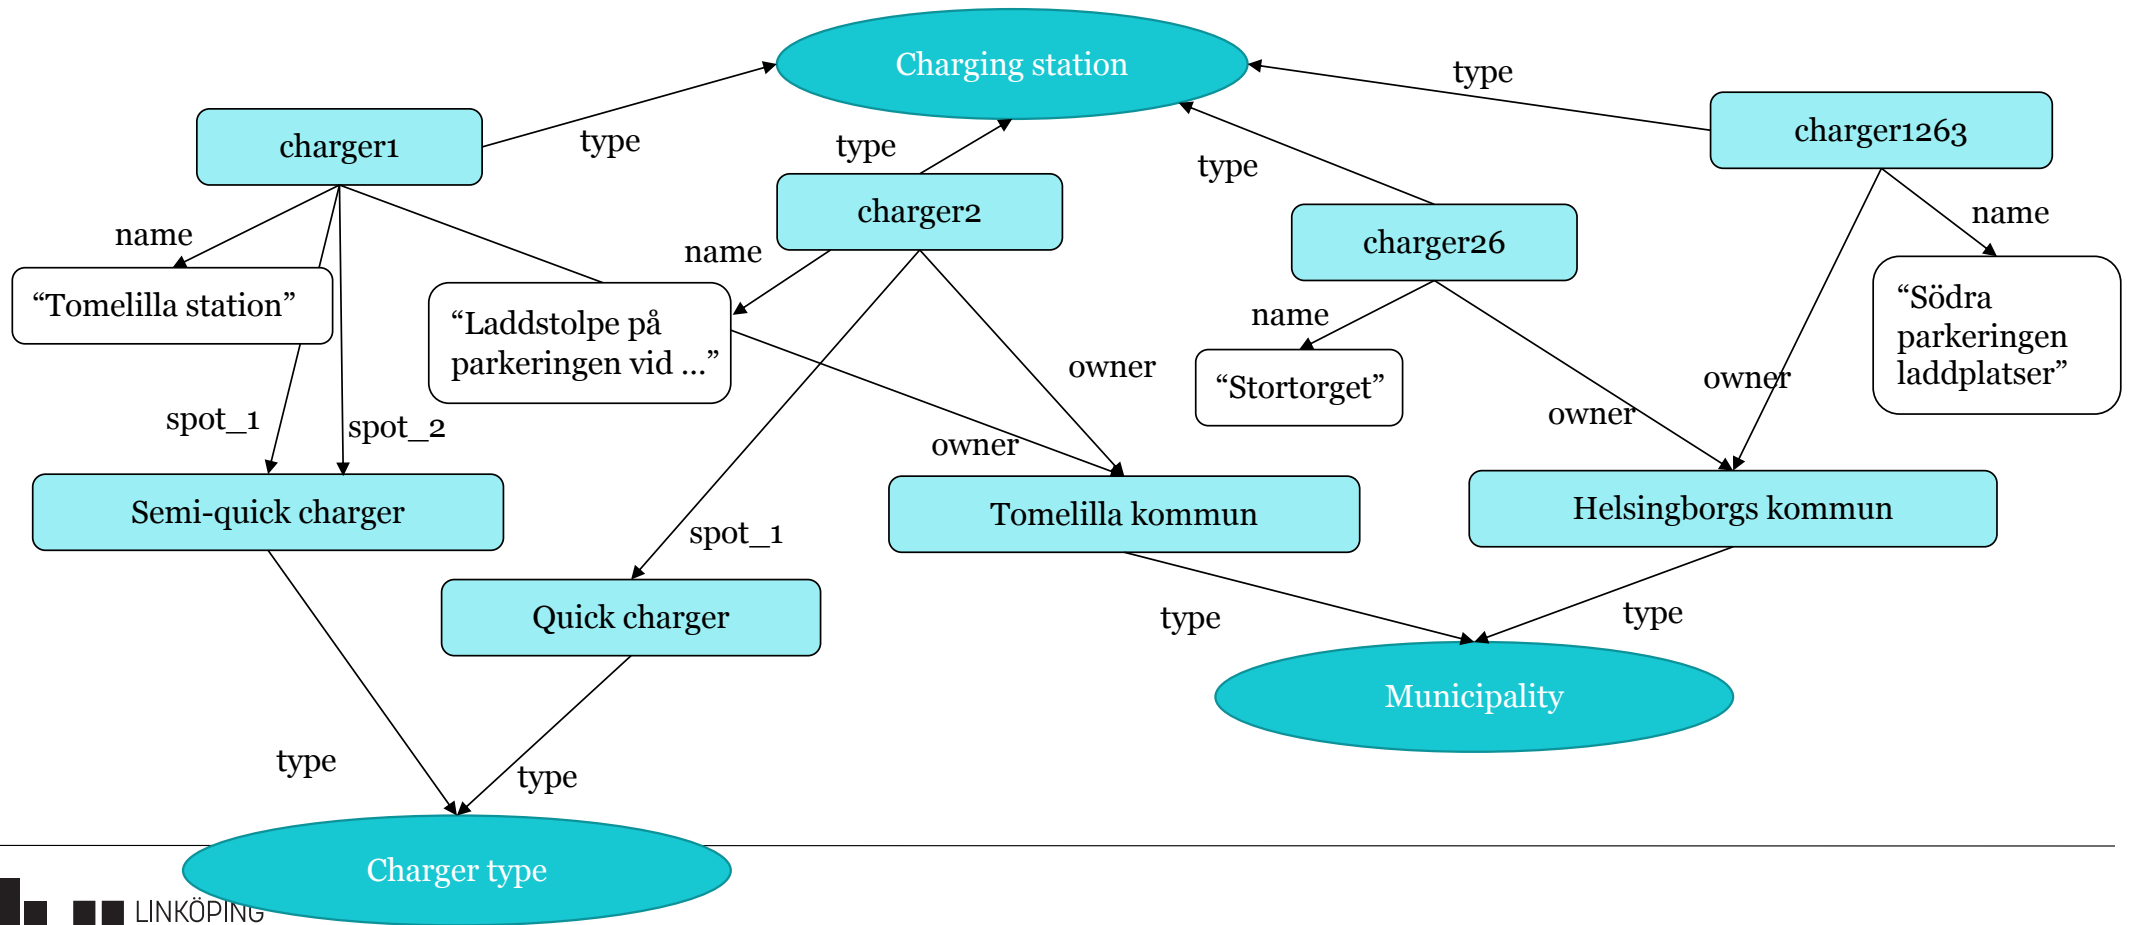 Charging station
type
charger1
type
type
charger1263
type
charger2
name
name
charger26
name
“Tomelilla station”
“Laddstolpe på
parkeringen vid ...”
name
“Södra
parkeringen
laddplatser”
owner
“Stortorget”
owner
owner
spot_1
spot_2
owner
Semi-quick charger
Tomelilla kommun
Helsingborgs kommun
spot_1
Quick charger
type
type
Municipality
type
type
Charger type
LINKÖPING